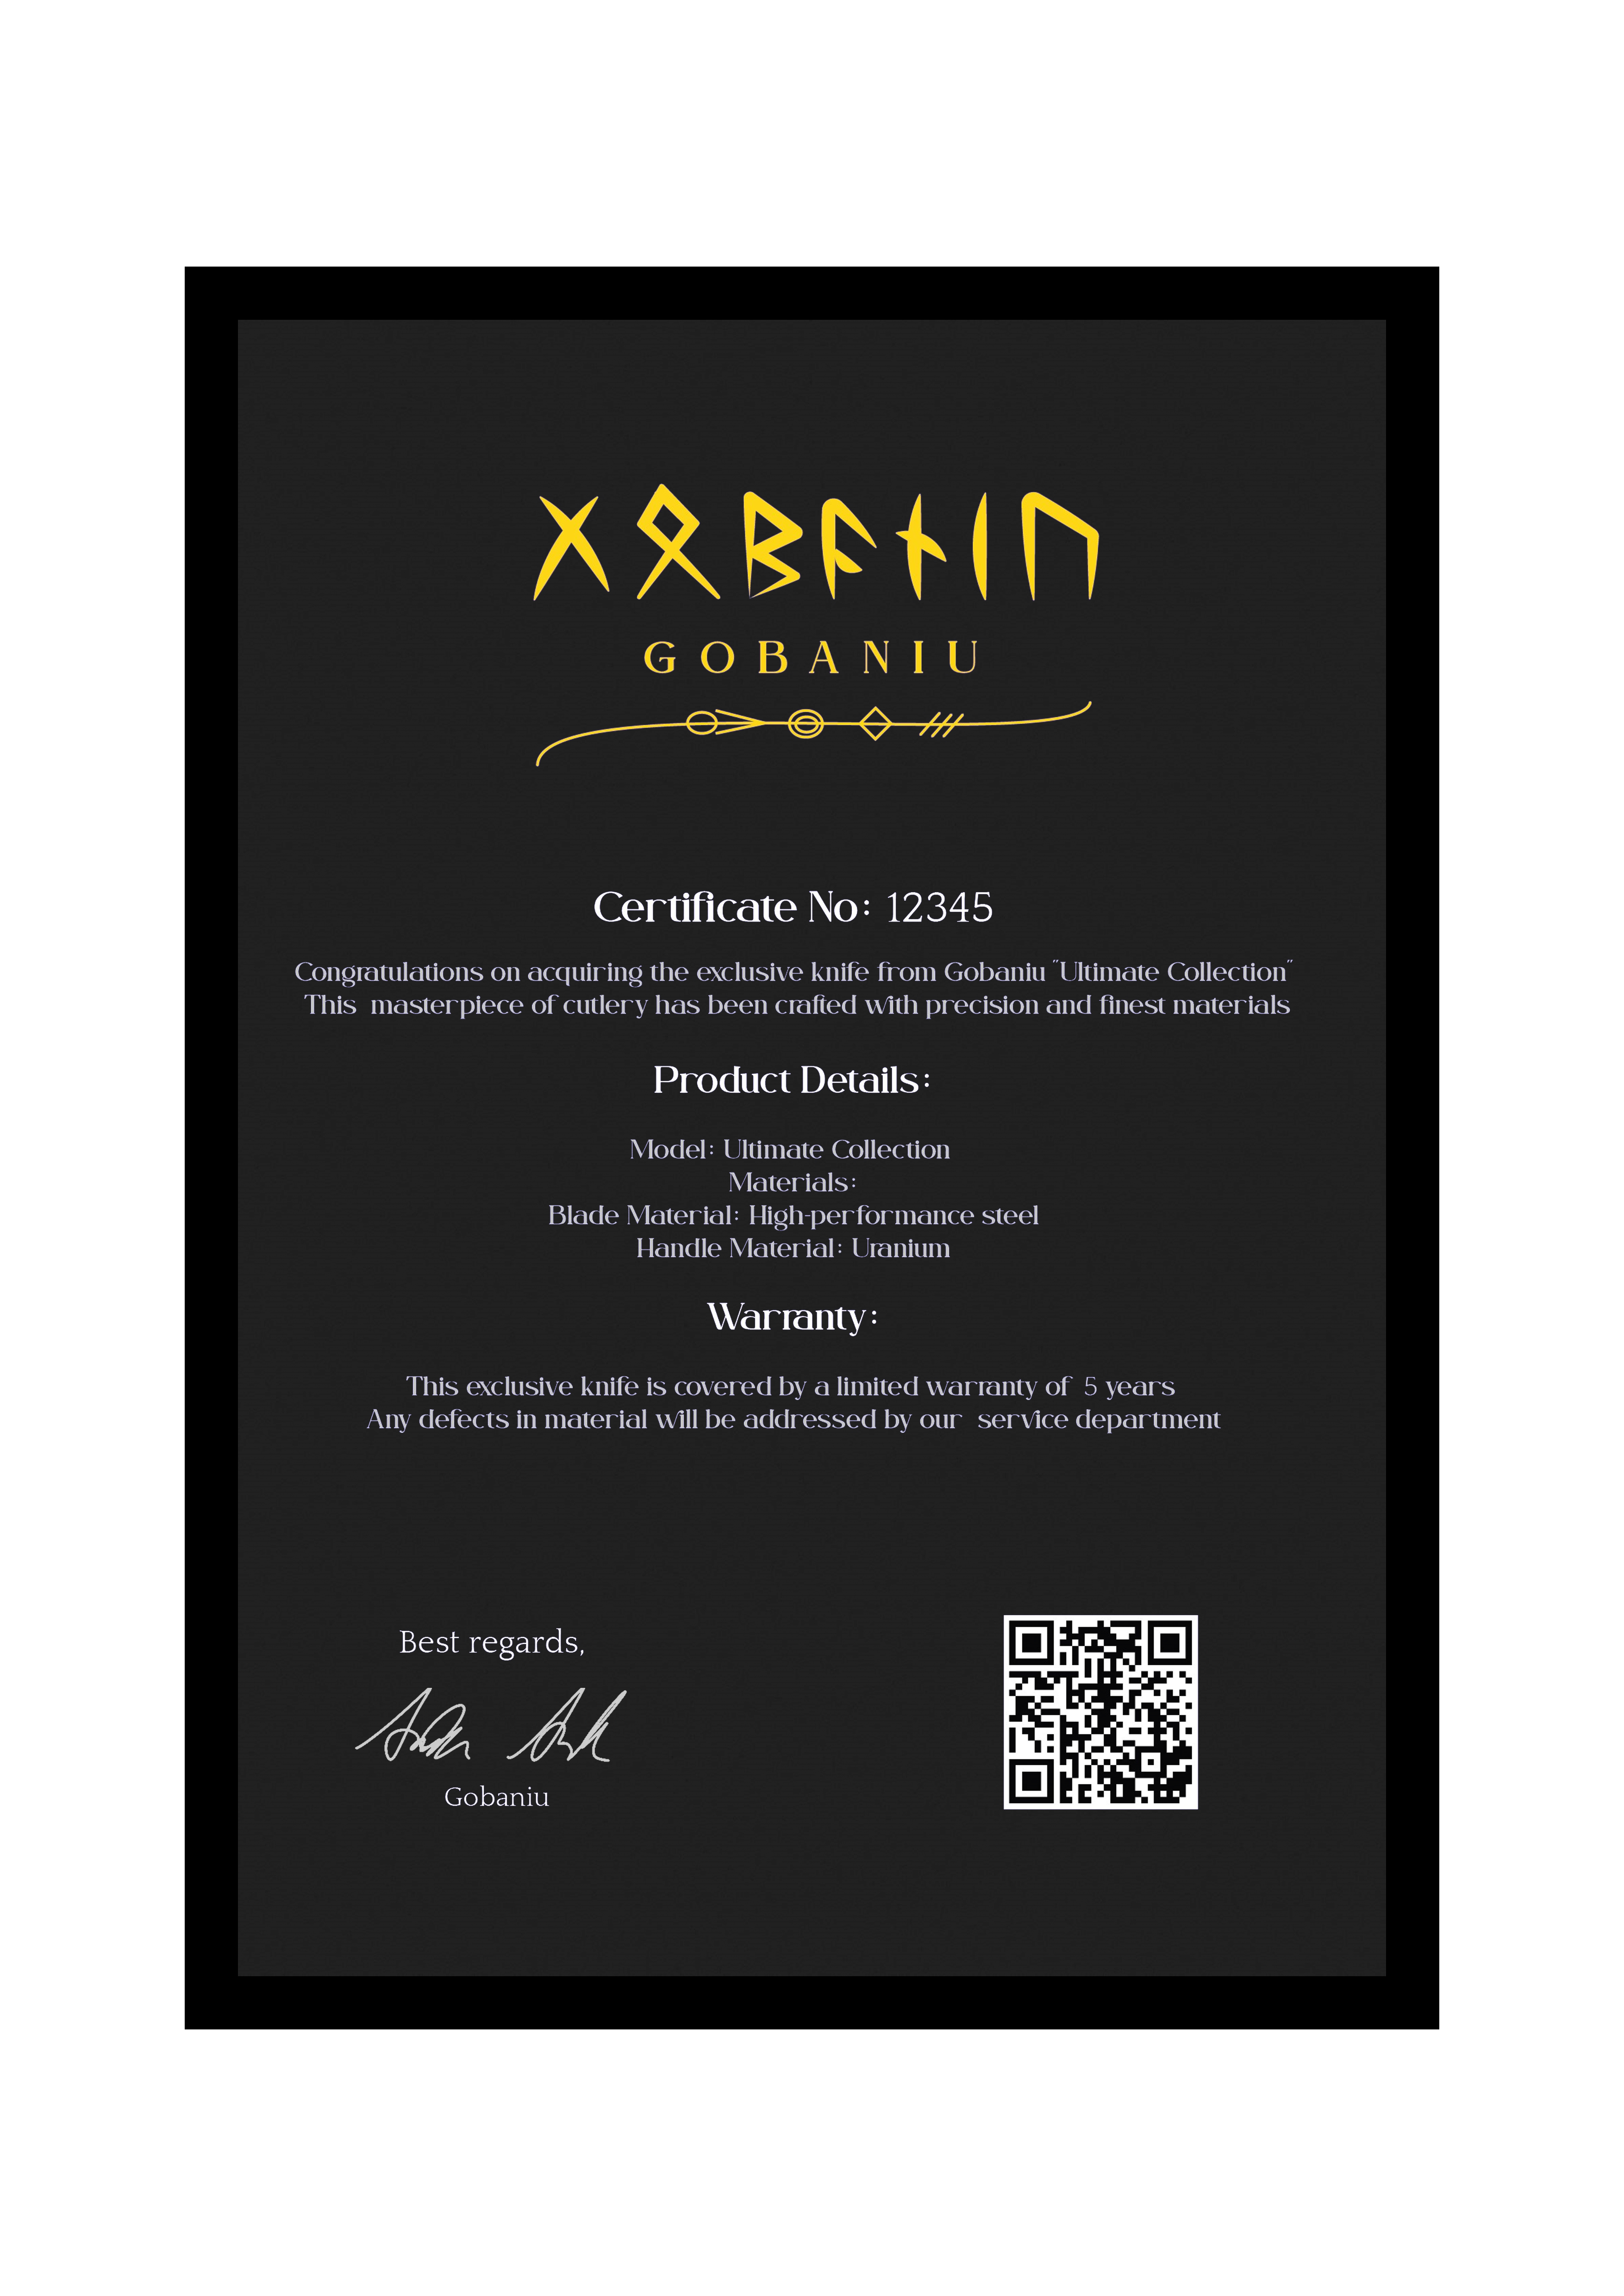 ᚷᛟᛒᚨᚾᛁᚢ
GOBANIU
Certificate No: 12345
Congratulations on acquiring the exclusive knife from Gobaniu "Ultimate Collection"
This masterpiece of cutlery has been crafted with precision and finest materials
Product Details:
Model: Ultimate Collection
Materials:
Blade Material: High-performance steel
Handle Material: Uranium
Warranty:
This exclusive knife is covered by a limited warranty of 5 years
Any defects in material will be addressed by our service department
Best regards,
Gobaniu